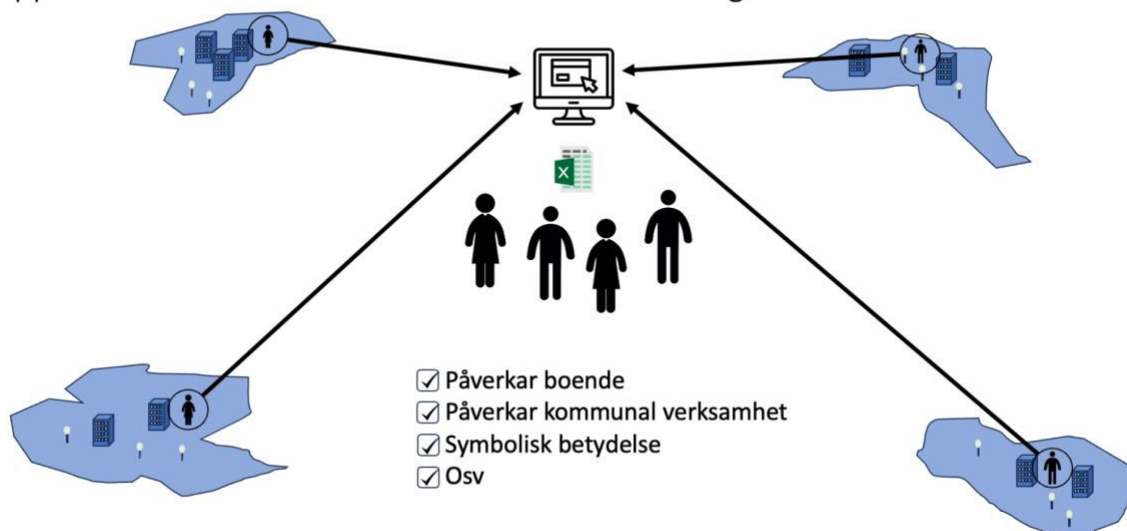 Påverkar boende
Påverkar kommunal verksamhet
Symbolisk betydelse
Osv
X